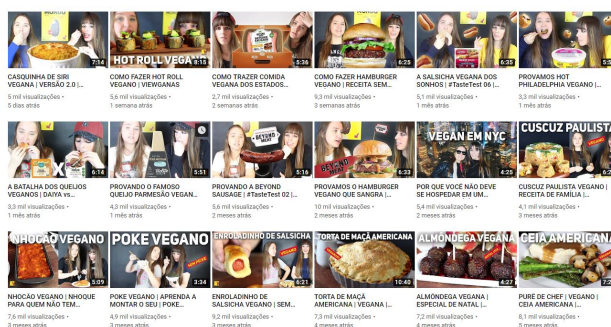 7:14
HOT ROLL VEGANO
8:15
5:36
6:25
6:35
CASQUINHA DE SIRI
VEGANA | VERSÃO 2.0 |...
5 mil visualizações •
5 dias atrás
COMO FAZER HOT ROLL
VEGANO | VIEWGANAS
5,6 mil visualizações •
1 semana atrás
COMO TRAZER COMIDA
VEGANA DOS ESTADOS...
2,7 mil visualizações •
2 semanas atrás
COMO FAZER HAMBURGER
VEGANO | RECEITA SEM...
9,3 mil visualizações •
3 semanas atrás
A SALSICHA VEGANA DOS
SONHOS | #TasteTest 06 |...
5,1 mil visualizações •
1 mês atrás
PROVAMOS HOT
PHILADELPHIA VEGANO |...
3,3 mil visualizações •
1 mês atrás
X
6:14
5:51
BEYOND
MEAT
5:16
BEYOND
MEAT
6:33
VEGAN EM NYC
4:25
CUSCUZ PAULISTA
A BATALHA DOS QUEIJOS
VEGANOS | DAIYA vs...
3,3 mil visualizações •
1 mês atrás
PROVANDO O FAMOSO
QUEIJO PARMESÃO VEGAN...
4,3 mil visualizações •
1 mês atrás
PROVANDO A BEYOND
SAUSAGE | #TasteTest 02 |...
5,6 mil visualizações •
2 meses atrás
PROVAMOS O HAMBURGER
VEGANO QUE SANGRA |...
10 mil visualizações •
2 meses atrás
POR QUE VOCÊ NÃO DEVE
SE HOSPEDAR EM UM...
5,4 mil visualizações •
2 meses atrás
CUSCUZ PAULISTA VEGANO |
RECEITA DE FAMÍLIA |...
4,1 mil visualizações •
3 meses atrás
NHOCÃO VEGANO
5:09
POKE VEGANO
3:34
ENROLADINHO DE SALSICHA
6:21
TORTA DE MAÇÃ AMERICANA
10:40
ALMÔNDEGA VEGANA
4:27
CEIA AMERICANA
NHOCÃO VEGANO | NHOQUE
PARA QUEM NÃO TEM...
7,6 mil visualizações •
3 meses atrás
POKE VEGANO | APRENDA A
MONTAR O SEU | POKE...
4,9 mil visualizações •
3 meses atrás
ENROLADINHO DE
SALSICHA VEGANO | SEM...
9,2 mil visualizações •
3 meses atrás
TORTA DE MAÇÃ
AMERICANA | VEGANA |...
7,3 mil visualizações •
4 meses atrás
ALMÔNDEGA VEGANA |
ESPECIAL DE NATAL |...
7,2 mil visualizações •
4 meses atrás
PURÊ DE CHEF | VEGANO |
CEIA AMERICANA |...
8,1 mil visualizações •
5 meses atrás